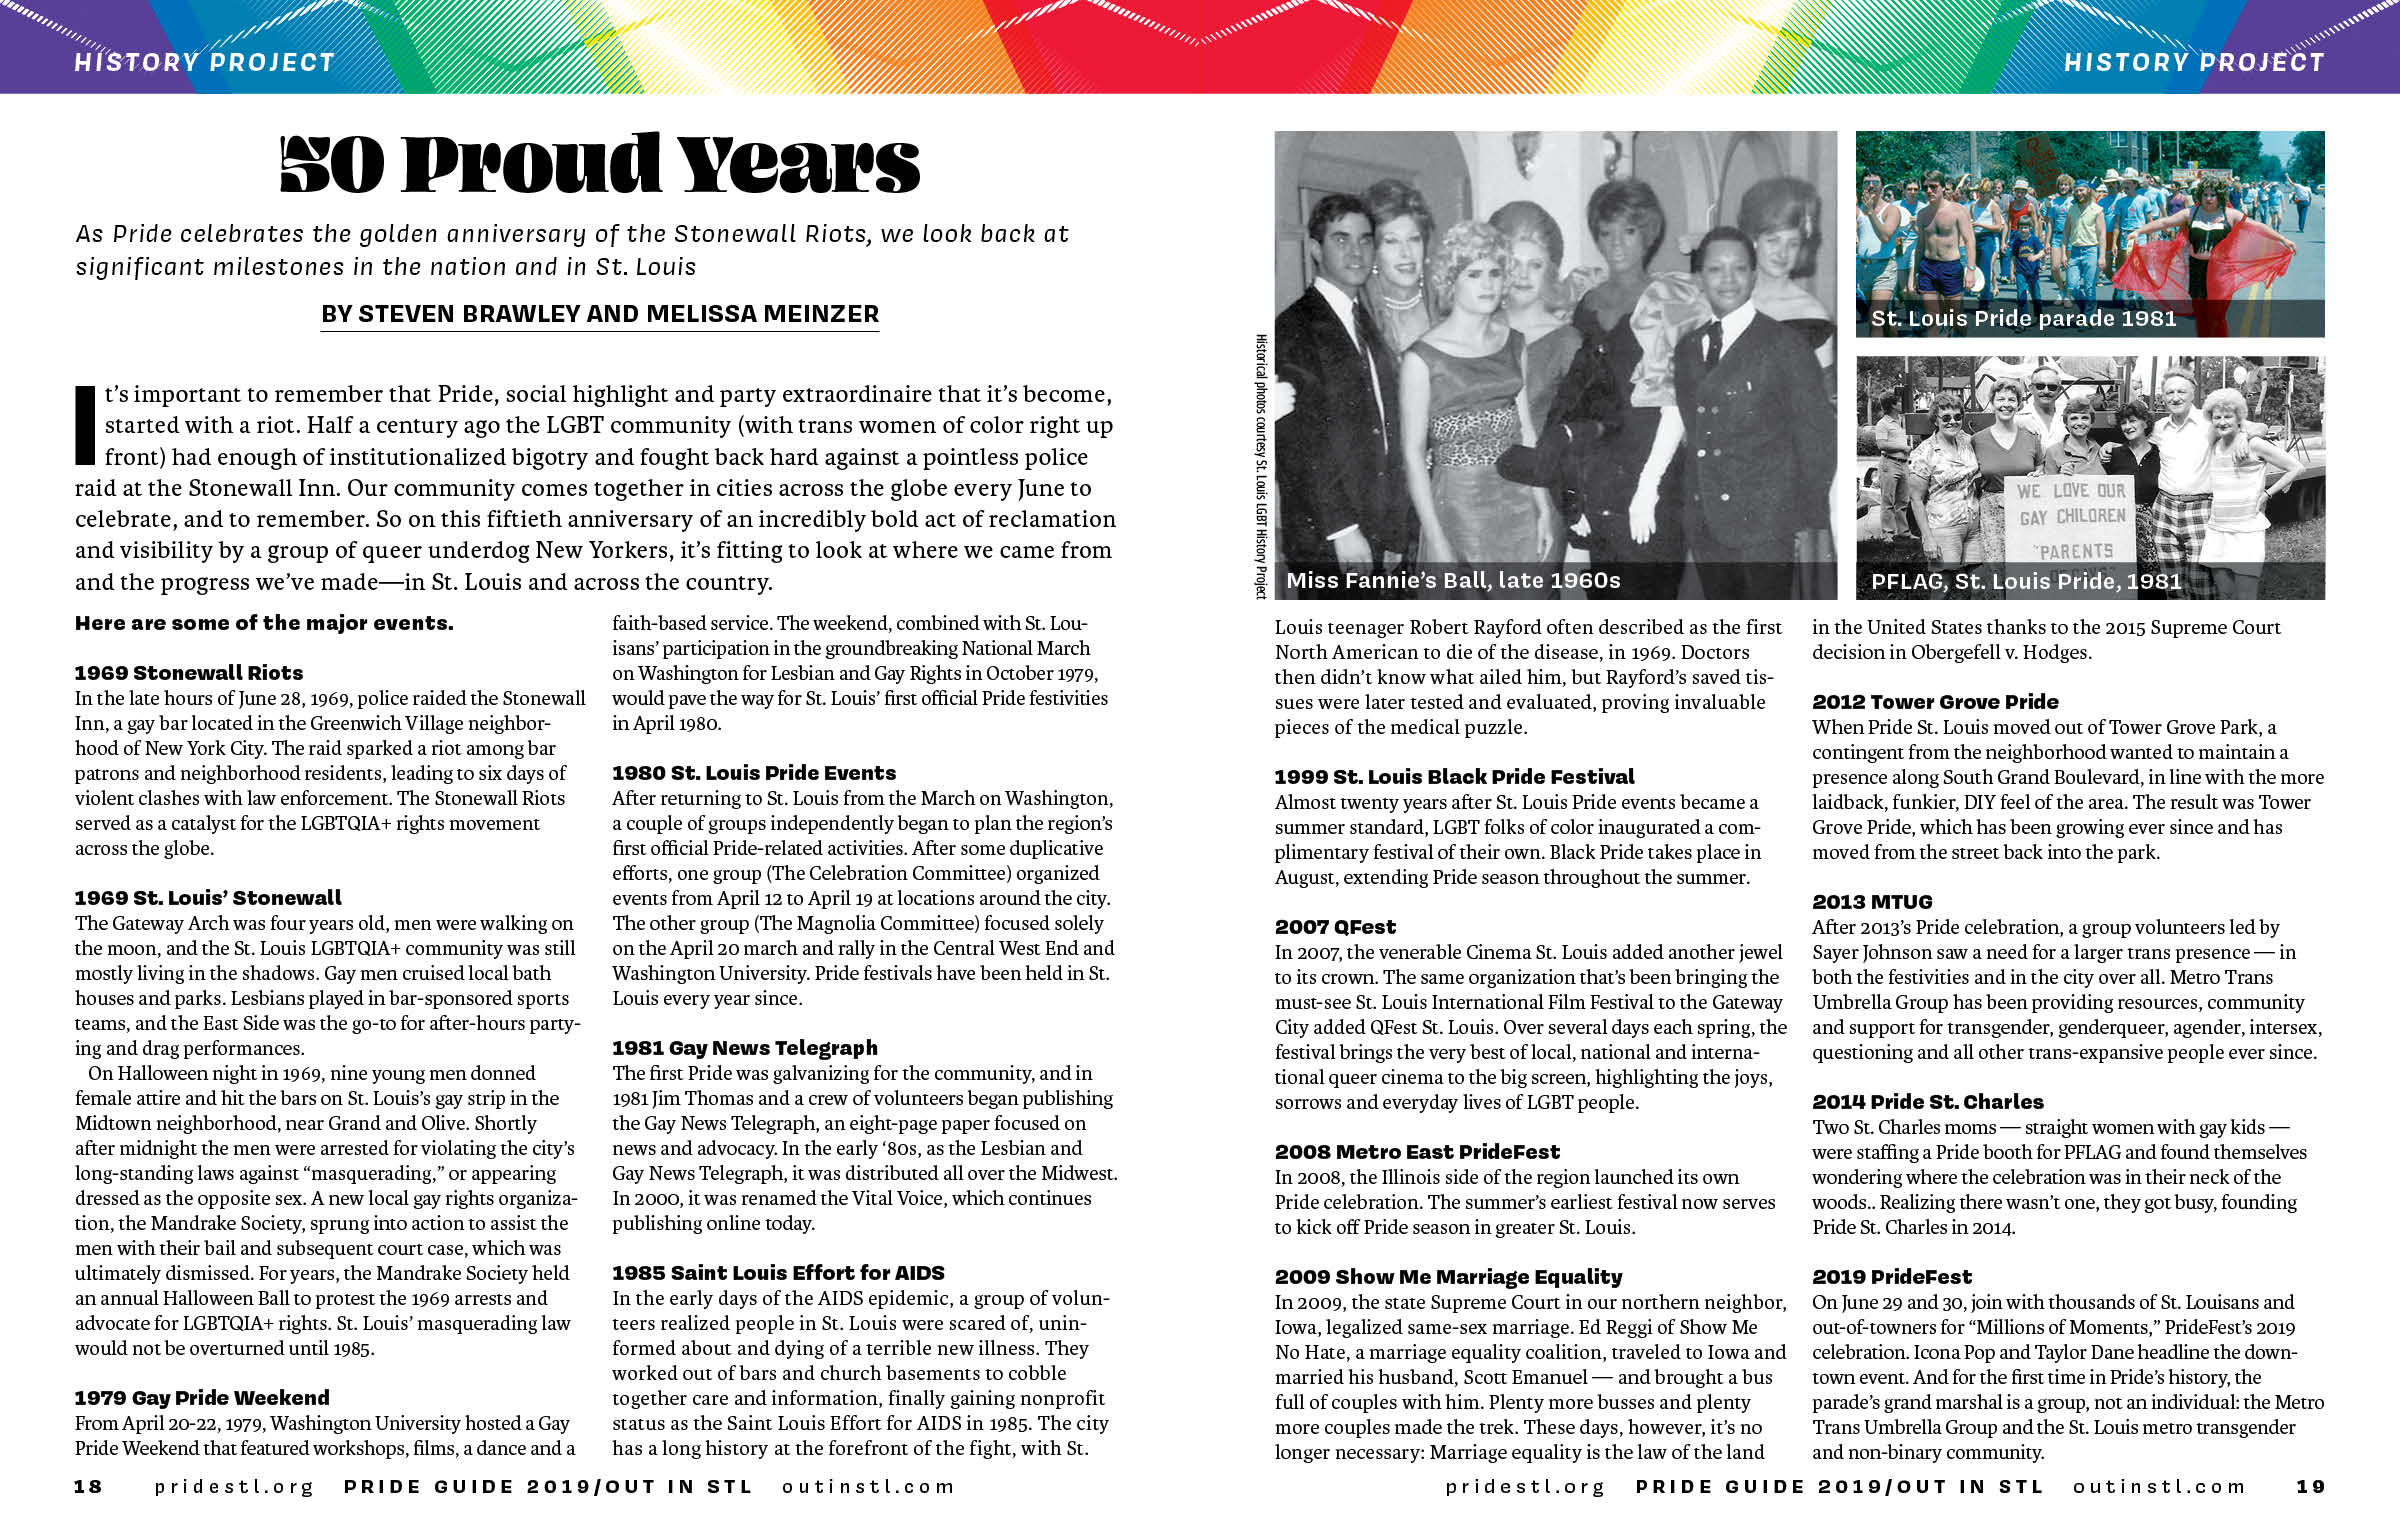 HISTORY PROJECT
50 Proud Years
As Pride celebrates the golden anniversary of the Stonewall Riots, we look back at
significant milestones in the nation and in St. Louis
BY STEVEN BRAWLEY AND MELISSA MEINZER
It’s important to remember that Pride, social highlight and party extraordinaire that it’s become,
started with a riot. Half a century ago the LGBT community (with trans women of color right up
front) had enough of institutionalized bigotry and fought back hard against a pointless police
raid at the Stonewall Inn. Our community comes together in cities across the globe every June to
celebrate, and to remember. So on this fiftieth anniversary of an incredibly bold act of reclamation
and visibility by a group of queer underdog New Yorkers, it’s fitting to look at where we came from
and the progress we’ve made—in St. Louis and across the country.
Here are some of the major events.
1969 Stonewall Riots
In the late hours of June 28, 1969, police raided the Stonewall
Inn, a gay bar located in the Greenwich Village neighbor-
hood of New York City. The raid sparked a riot among bar
patrons and neighborhood residents, leading to six days of
violent clashes with law enforcement. The Stonewall Riots
served as a catalyst for the LGBTQIA+ rights movement
across the globe.
1969 St. Louis’ Stonewall
The Gateway Arch was four years old, men were walking on
the moon, and the St. Louis LGBTQIA+ community was still
mostly living in the shadows. Gay men cruised local bath
houses and parks. Lesbians played in bar-sponsored sports
teams, and the East Side was the go-to for after-hours party-
ing and drag performances.
On Halloween night in 1969, nine young men donned
female attire and hit the bars on St. Louis’s gay strip in the
Midtown neighborhood, near Grand and Olive. Shortly
after midnight the men were arrested for violating the city’s
long-standing laws against “masquerading,” or appearing
dressed as the opposite sex. A new local gay rights organiza-
tion, the Mandrake Society, sprung into action to assist the
men with their bail and subsequent court case, which was
ultimately dismissed. For years, the Mandrake Society held
an annual Halloween Ball to protest the 1969 arrests and
advocate for LGBTQIA+ rights. St. Louis’ masquerading law
would not be overturned until 1985.
1979 Gay Pride Weekend
From April 20-22, 1979, Washington University hosted a Gay
Pride Weekend that featured workshops, films, a dance and a
faith-based service. The weekend, combined with St. Lou-
isans’ participation in the groundbreaking National March
on Washington for Lesbian and Gay Rights in October 1979,
would pave the way for St. Louis’ first official Pride festivities
in April 1980.
1980 St. Louis Pride Events
After returning to St. Louis from the March on Washington,
a couple of groups independently began to plan the region’s
first official Pride-related activities. After some duplicative
efforts, one group (The Celebration Committee) organized
events from April 12 to April 19 at locations around the city.
The other group (The Magnolia Committee) focused solely
on the April 20 march and rally in the Central West End and
Washington University. Pride festivals have been held in St.
Louis every year since.
1981 Gay News Telegraph
The first Pride was galvanizing for the community, and in
1981 Jim Thomas and a crew of volunteers began publishing
the Gay News Telegraph, an eight-page paper focused on
news and advocacy. In the early ‘80s, as the Lesbian and
Gay News Telegraph, it was distributed all over the Midwest.
In 2000, it was renamed the Vital Voice, which continues
publishing online today.
1985 Saint Louis Effort for AIDS
In the early days of the AIDS epidemic, a group of volun-
teers realized people in St. Louis were scared of, unin-
formed about and dying of a terrible new illness. They
worked out of bars and church basements to cobble
together care and information, finally gaining nonprofit
status as the Saint Louis Effort for AIDS in 1985. The city
has a long history at the forefront of the fight, with St.
18 pridestl.org PRIDE GUIDE 2019/OUT IN STL outinstl.com
HISTORY PROJECT
Historical photos courtesy St. Louis LGBT History Project
Miss Fannie’s Ball, late 1960s
St. Louis Pride parade 1981
WE LOVE OUR
GAY CHILDREN
"PARENTS
PFLAG, St. Louis Pride, 1981
Louis teenager Robert Rayford often described as the first
North American to die of the disease, in 1969. Doctors
then didn’t know what ailed him, but Rayford’s saved tis-
sues were later tested and evaluated, proving invaluable
pieces of the medical puzzle.
1999 St. Louis Black Pride Festival
Almost twenty years after St. Louis Pride events became a
summer standard, LGBT folks of color inaugurated a com-
plimentary festival of their own. Black Pride takes place in
August, extending Pride season throughout the summer.
2007 QFest
In 2007, the venerable Cinema St. Louis added another jewel
to its crown. The same organization that’s been bringing the
must-see St. Louis International Film Festival to the Gateway
City added QFest St. Louis. Over several days each spring, the
festival brings the very best of local, national and interna-
tional queer cinema to the big screen, highlighting the joys,
sorrows and everyday lives of LGBT people.
2008 Metro East PrideFest
In 2008, the Illinois side of the region launched its own
Pride celebration. The summer’s earliest festival now serves
to kick off Pride season in greater St. Louis.
2009 Show Me Marriage Equality
In 2009, the state Supreme Court in our northern neighbor,
Iowa, legalized same-sex marriage. Ed Reggi of Show Me
No Hate, a marriage equality coalition, traveled to Iowa and
married his husband, Scott Emanuel — and brought a bus
full of couples with him. Plenty more busses and plenty
more couples made the trek. These days, however, it’s no
longer necessary: Marriage equality is the law of the land
in the United States thanks to the 2015 Supreme Court
decision in Obergefell v. Hodges.
2012 Tower Grove Pride
When Pride St. Louis moved out of Tower Grove Park, a
contingent from the neighborhood wanted to maintain a
presence along South Grand Boulevard, in line with the more
laidback, funkier, DIY feel of the area. The result was Tower
Grove Pride, which has been growing ever since and has
moved from the street back into the park.
2013 MTUG
After 2013’s Pride celebration, a group volunteers led by
Sayer Johnson saw a need for a larger trans presence — in
both the festivities and in the city over all. Metro Trans
Umbrella Group has been providing resources, community
and support for transgender, genderqueer, agender, intersex,
questioning and all other trans-expansive people ever since.
2014 Pride St. Charles
Two St. Charles moms — straight women with gay kids —
were staffing a Pride booth for PFLAG and found themselves
wondering where the celebration was in their neck of the
woods.. Realizing there wasn’t one, they got busy, founding
Pride St. Charles in 2014.
2019 PrideFest
On June 29 and 30, join with thousands of St. Louisans and
out-of-towners for “Millions of Moments,” PrideFest’s 2019
celebration. Icona Pop and Taylor Dane headline the down-
town event. And for the first time in Pride’s history, the
parade’s grand marshal is a group, not an individual: the Metro
Trans Umbrella Group and the St. Louis metro transgender
and non-binary community.
pridestl.org PRIDE GUIDE 2019/OUT IN STL outinstl.com 19